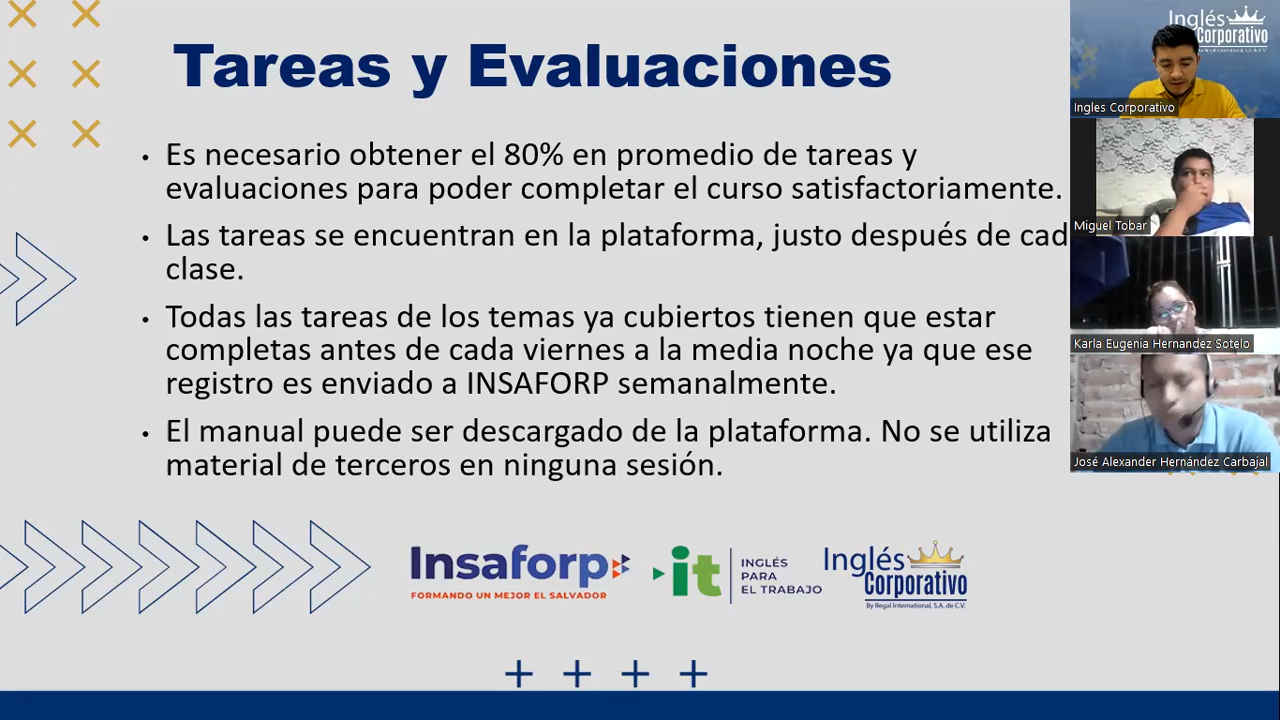 Tareas y Evaluaciones
• Es necesario obtener el 80% en promedio de tareas y
evaluaciones para poder completar el curso satisfactoriamente.
• Las tareas se encuentran en la plataforma, justo después de cad
clase.
• Todas las tareas de los temas ya cubiertos tienen que estar
completas antes de cada viernes a la media noche ya que ese
registro es enviado a INSAFORP semanalmente.
• El manual puede ser descargado de la plataforma. No se utiliza
material de terceros en ninguna sesión.
Insaforp
FORMANDO UN MEJOR EL SALVADOR
it
INGLÉS
PARA
EL TRABAJO
Inglés
Corporativo
By Regal International, S.A. de C.V.
Inglés
Corporativo
By Regal International, S.A. de C.V.
Ingles Corporativo
Miguel Tobar
Karla Eugenia Hernandez Sotelo
José Alexander Hernández Carbajal